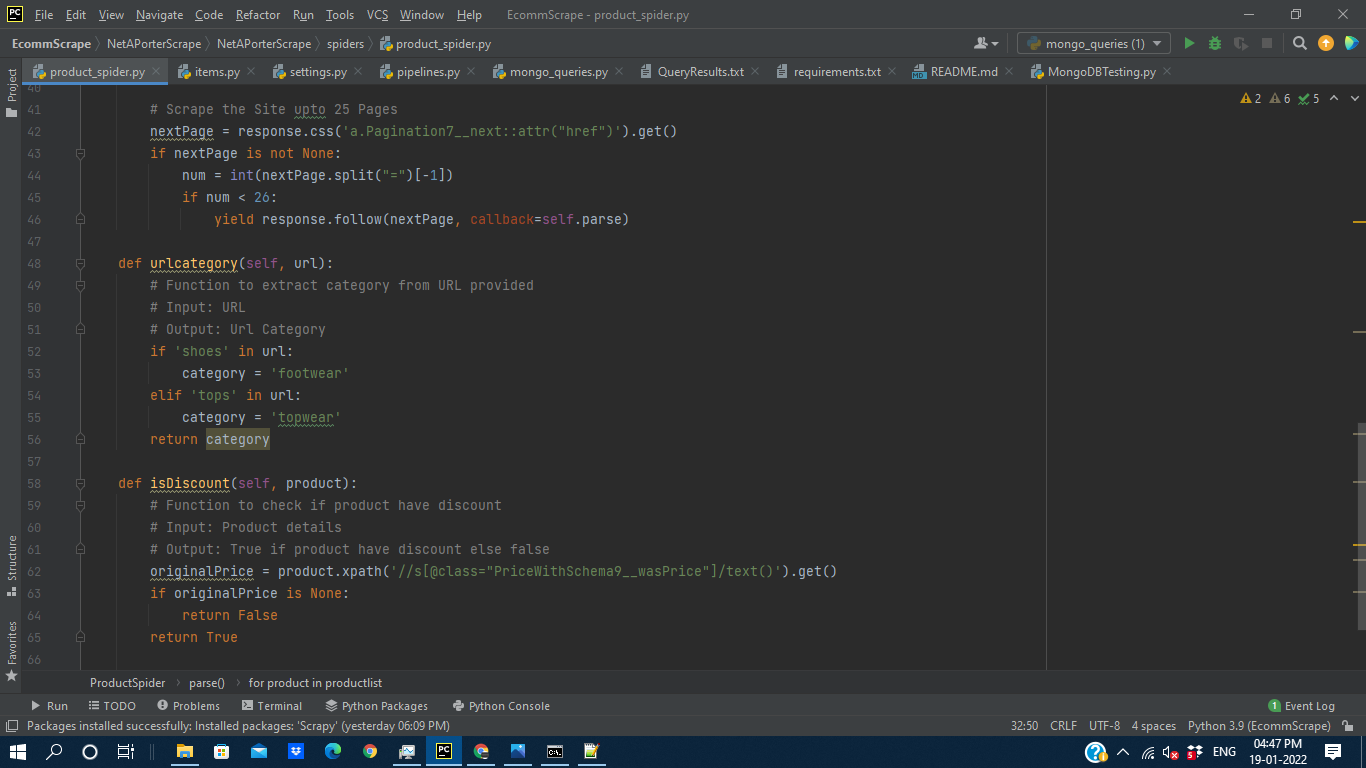 PC File Edit View Navigate Code Refactor Run Tools VCS Window Help EcommScrape - product_spider.py
EcommScrape NetAPorterScrape NetAPorterScrape spiders product_spider.py mongo_queries (1)
product_spider.py items.py settings.py pipelines.py mongo_queries.py QueryResults.txt requirements.txt MD README.md MongoDBTesting.py
Project
40
2 6 5
41 # Scrape the Site upto 25 Pages
42 nextPage = response.css('a.Pagination7__next::attr("href")').get()
43 if nextPage is not None:
44 num = int(nextPage.split("=")[-1])
45 if num < 26:
46 yield response.follow(nextPage, callback=self.parse)
47
48 def urlcategory(self, url):
49 # Function to extract category from URL provided
50 # Input: URL
51 # Output: Url Category
52 if 'shoes' in url:
53 category = 'footwear'
54 elif 'tops' in url:
55 category = 'topwear'
56 return category
57
58 def isDiscount(self, product):
59 # Function to check if product have discount
60 # Input: Product details
61 # Output: True if product have discount else false
62 originalPrice = product.xpath('//s[@class="PriceWithSchema9__wasPrice"]/text()').get()
63 if originalPrice is None:
64 return False
65 return True
66
Structure
Favorites
ProductSpider parse() for product in productlist
Run TODO Problems Terminal Python Packages Python Console 1 Event Log
Packages installed successfully: Installed packages: 'Scrapy' (yesterday 06:09 PM) 32:50 CRLF UTF-8 4 spaces Python 3.9 (EcommScrape)
PC ENG 04:47 PM
19-01-2022